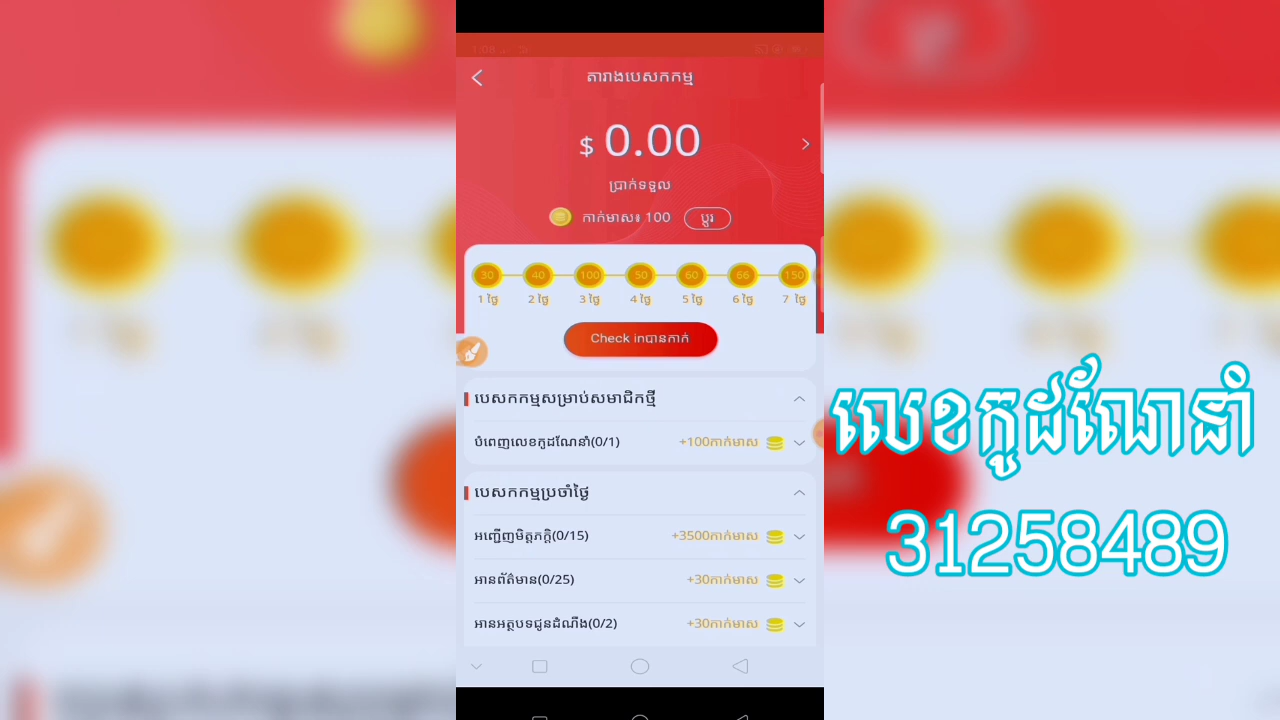 1:08
តារាងបេសកកម្ម
$ 0.00
ប្រាក់ទទួល
កាក់មាស៖ 100 ប្តូរ
30 40 100 50 60 66 150
1 ថ្ងៃ 2 ថ្ងៃ 3 ថ្ងៃ 4 ថ្ងៃ 5 ថ្ងៃ 6 ថ្ងៃ 7 ថ្ងៃ
Check inបានកាក់
បេសកកម្មសម្រាប់សមាជិកថ្មី
បំពេញលេខកូដណែនាំ(0/1) +100កាក់មាស
បេសកកម្មប្រចាំថ្ងៃ
អញ្ជើញមិត្តភក្តិ(0/15) +3500កាក់មាស
អានព័ត៌មាន(0/25) +30កាក់មាស
អានអត្ថបទជូនដំណឹង(0/2) +30កាក់មាស
លេខកូដណែនាំ
31258489